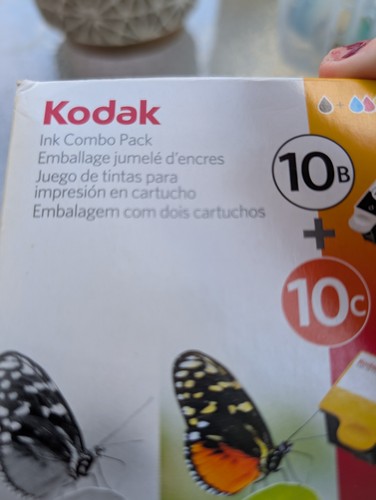 Kodak
Ink Combo Pack
Emballage jumelé d'encres
Juego de tintas para
impresión en cartucho
Embalagem com dois cartuchos
10B
+
10C